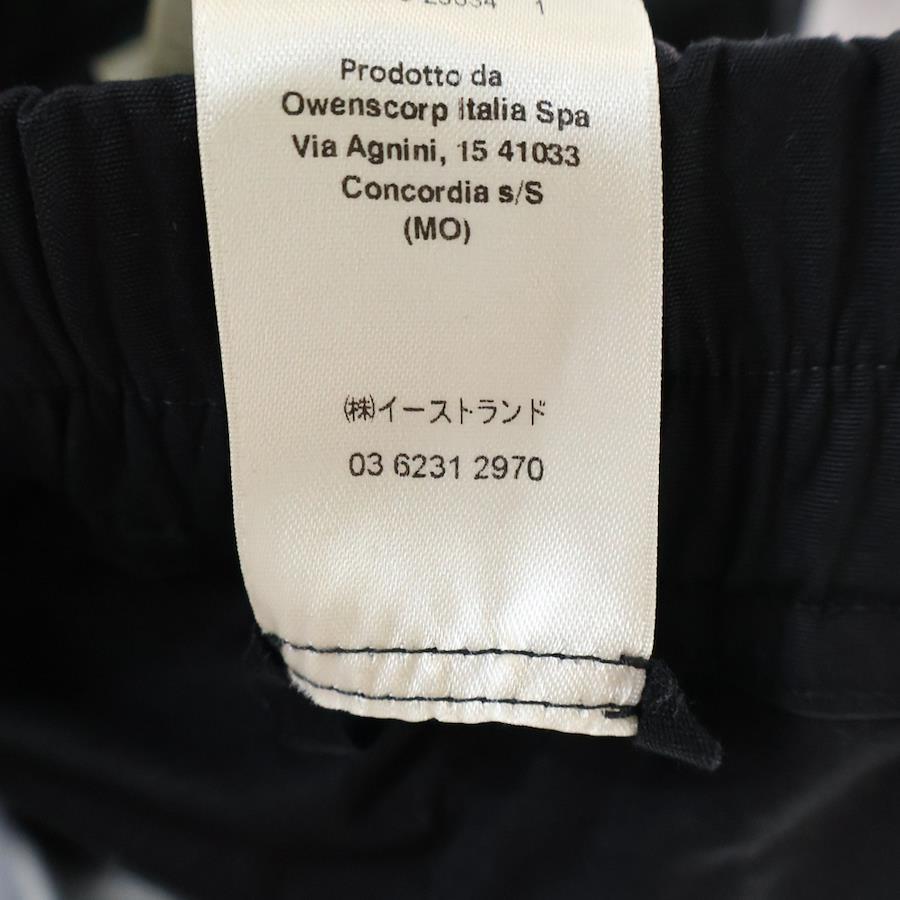 1
Prodotto da
Owenscorp Italia Spa
Via Agnini, 15 41033
Concordia s/S
(MO)
㈱イーストランド
03 6231 2970